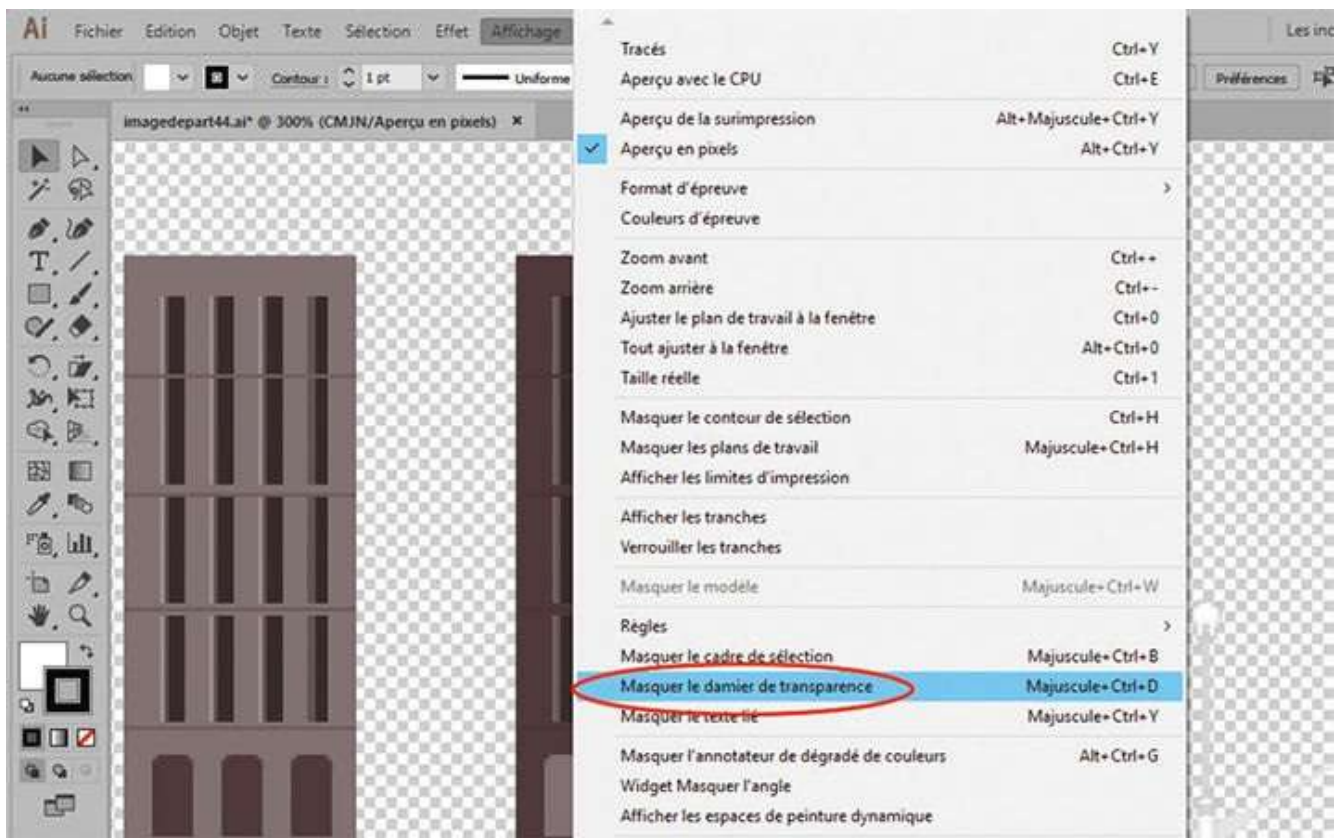 Ai Fichier Edition Objet Texte Sélection Effet Affichage
Les ind
Aucune sélection Contour : 1 pt Uniforme
Préférences
imagedepart44.ai* @ 300% (CMJN/Aperçu en pixels) ×
Tracés Ctrl+Y
Aperçu avec le CPU Ctrl+E
Aperçu de la surimpression Alt+Majuscule+Ctrl+Y
Aperçu en pixels Alt+Ctrl+Y
Format d'épreuve
Couleurs d'épreuve
Zoom avant Ctrl++
Zoom arrière Ctrl+-
Ajuster le plan de travail à la fenêtre Ctrl+0
Tout ajuster à la fenêtre Alt+Ctrl+0
Taille réelle Ctrl+1
Masquer le contour de sélection Ctrl+H
Masquer les plans de travail Majuscule+Ctrl+H
Afficher les limites d'impression
Afficher les tranches
Verrouiller les tranches
Masquer le modèle Majuscule+Ctrl+W
Règles
Masquer le cadre de sélection Majuscule+Ctrl+B
Masquer le damier de transparence Majuscule+Ctrl+D
Masquer le texte lié Majuscule+Ctrl+Y
Masquer l'annotateur de dégradé de couleurs Alt+Ctrl+G
Widget Masquer l'angle
Afficher les espaces de peinture dynamique